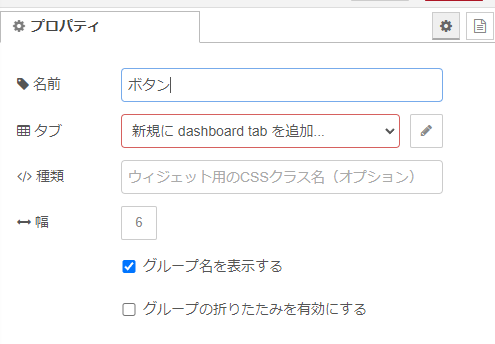 プロパティ
名前
ボタン
タブ
新規に dashboard tab を追加...
</> 種類
ウィジェット用のCSSクラス名（オプション）
幅
6
グループ名を表示する
グループの折りたたみを有効にする